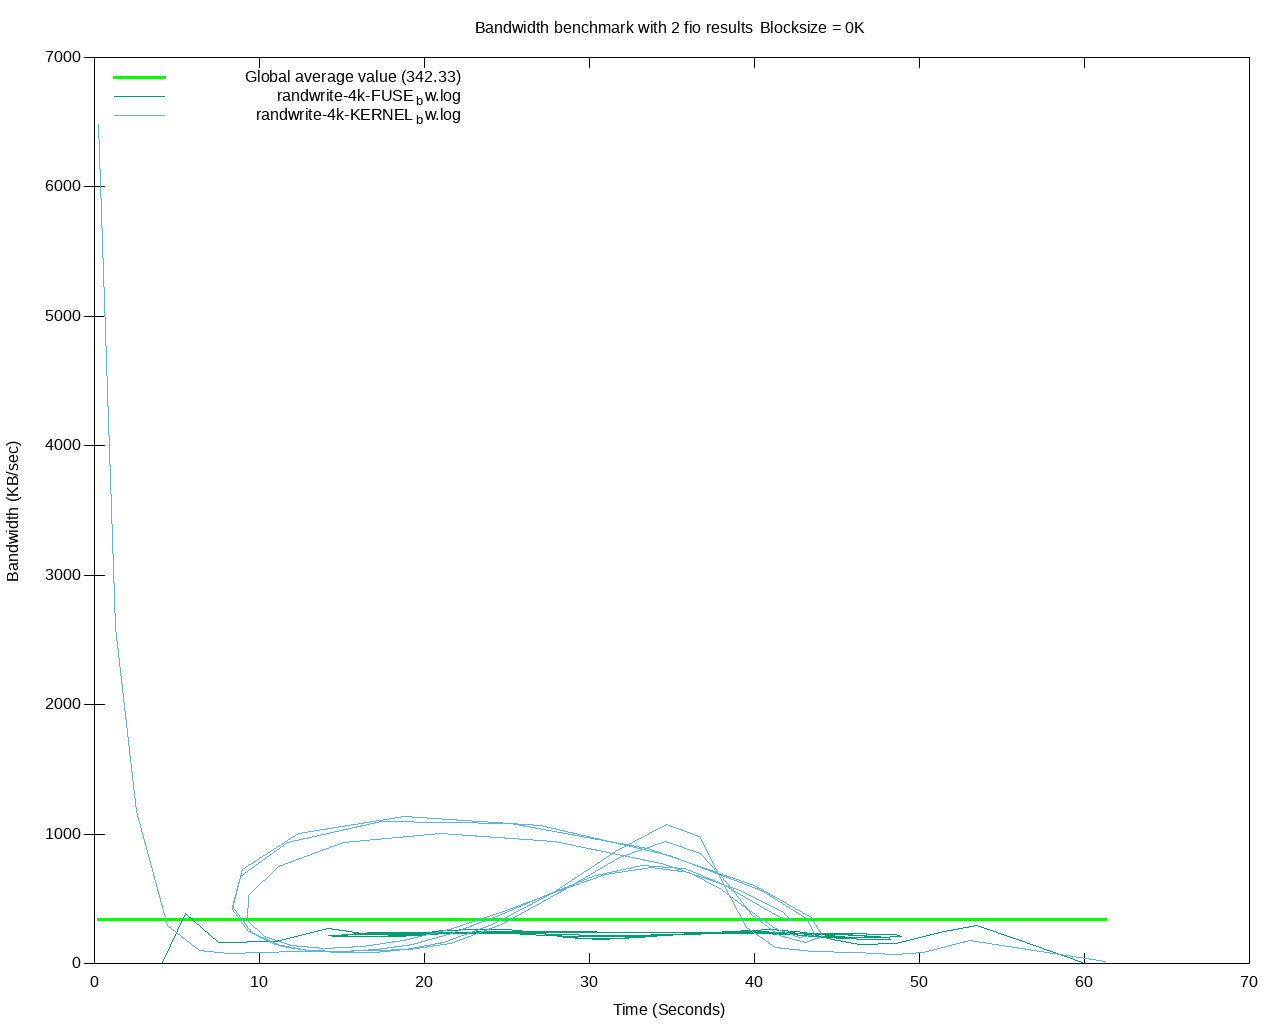 Bandwidth benchmark with 2 fio results Blocksize = 0K
7000
Global average value (342.33)
randwrite-4k-FUSE_bw.log
randwrite-4k-KERNEL_bw.log
6000
5000
4000
Bandwidth (KB/sec)
3000
2000
1000
0
0 10 20 30 40 50 60 70
Time (Seconds)